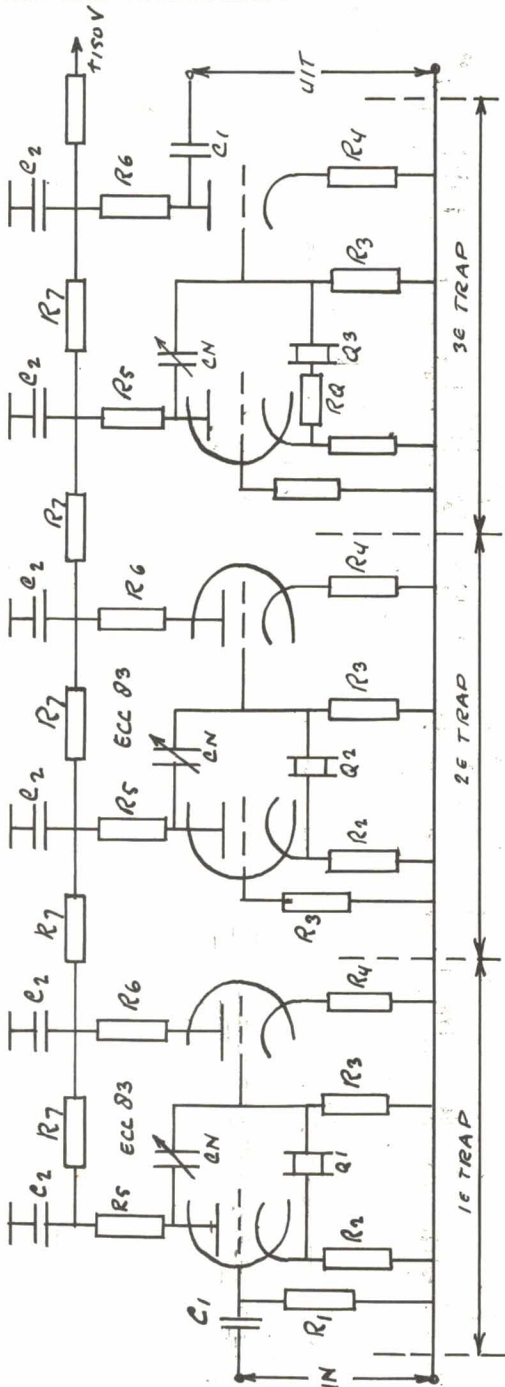 C2
C2
C2
C2
C2
C2
R7
R7
R7
R7
R7
+150V
R5
R6
R5
R6
R5
R6
ECC 83
ECC 83
CN
CN
CN
C1
C1
IN
R1
R2
Q1
R3
R4
R3
R2
Q2
R3
R4
RQ
Q3
R3
R4
UIT
1E TRAP
2E TRAP
3E TRAP